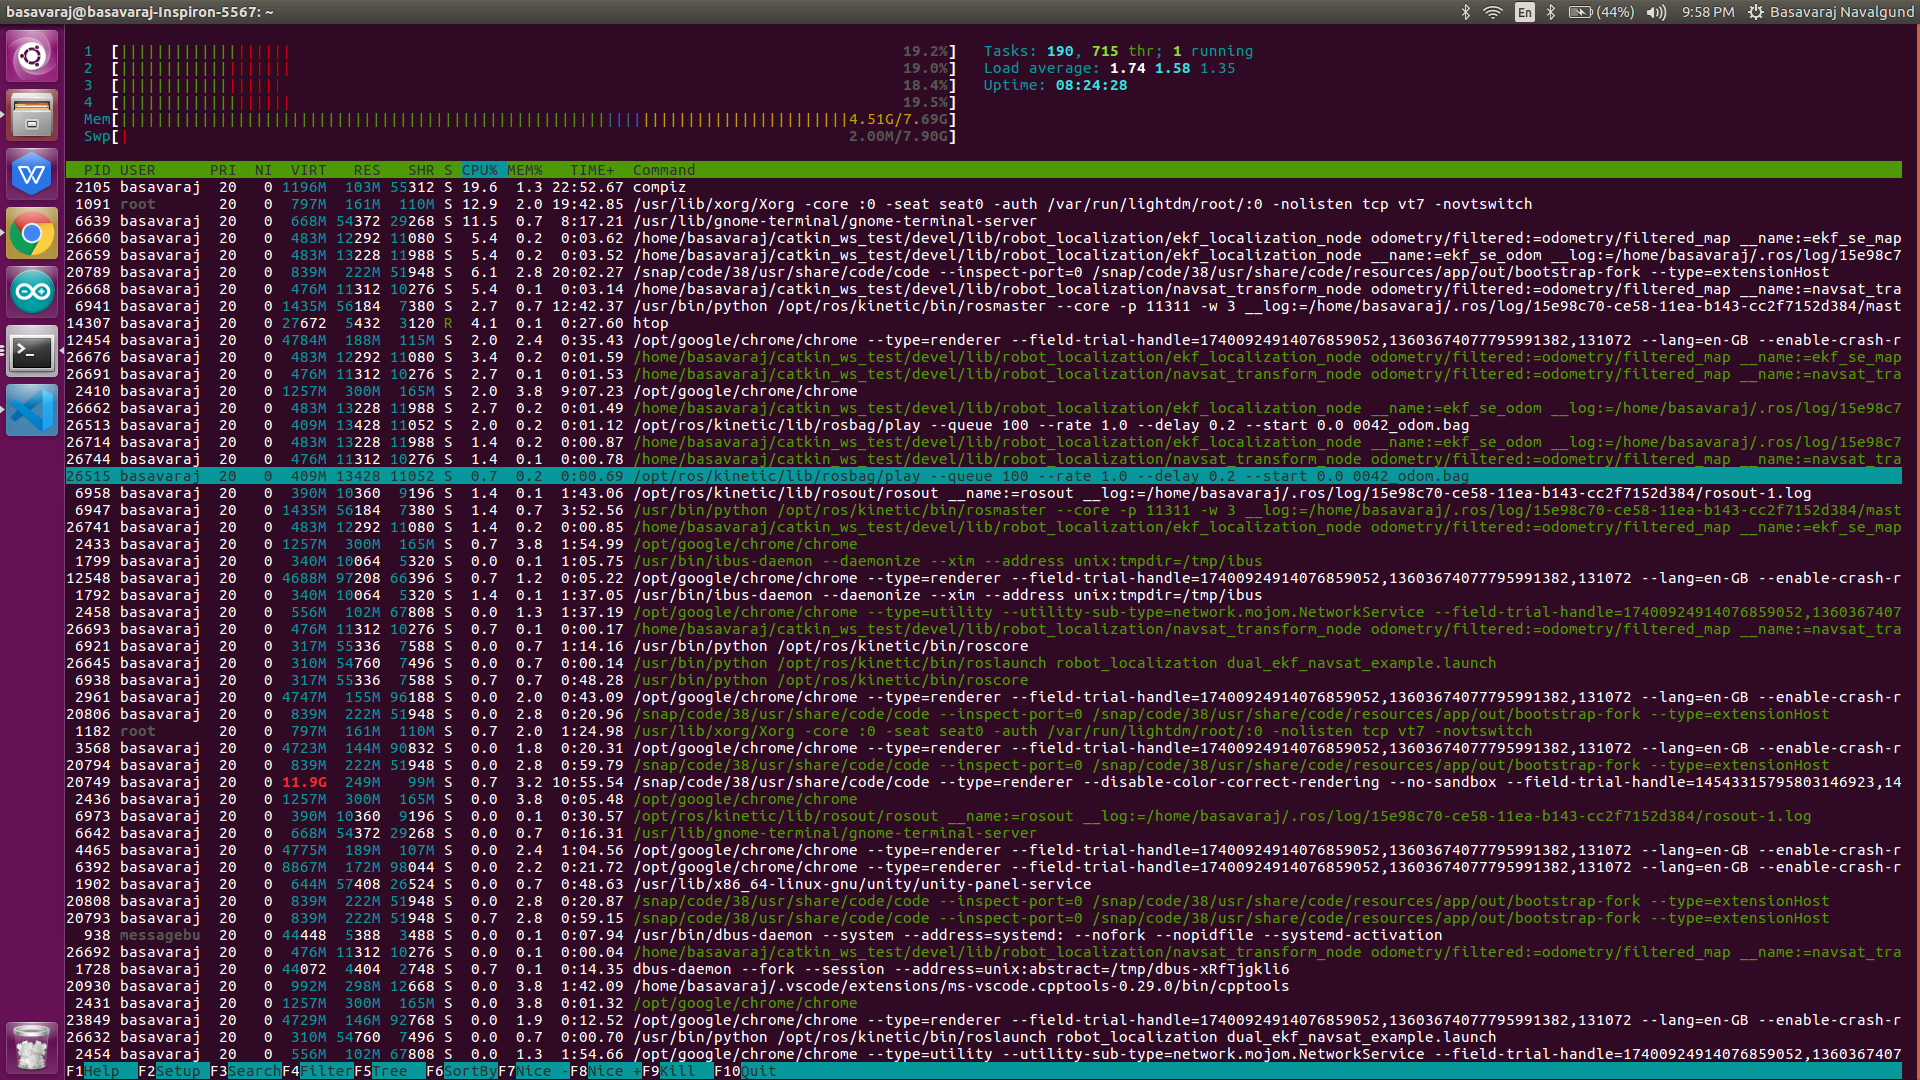 basavaraj@basavaraj-Inspiron-5567: ~ En (44%) 9:58 PM Basavaraj Navalgund
1 [ 19.2%] Tasks: 190, 715 thr; 1 running
2 [ 19.0%] Load average: 1.74 1.58 1.35
3 [ 18.4%] Uptime: 08:24:28
4 [ 19.5%]
Mem[ 4.51G/7.69G]
Swp[ 2.00M/7.90G]
PID USER PRI NI VIRT RES SHR S CPU% MEM% TIME+ Command
2105 basavaraj 20 0 1196M 103M 55312 S 19.6 1.3 22:52.67 compiz
1091 root 20 0 797M 161M 110M S 12.9 2.0 19:42.85 /usr/lib/xorg/Xorg -core :0 -seat seat0 -auth /var/run/lightdm/root/:0 -nolisten tcp vt7 -novtswitch
6639 basavaraj 20 0 668M 54372 29268 S 11.5 0.7 8:17.21 /usr/lib/gnome-terminal/gnome-terminal-server
26660 basavaraj 20 0 483M 12292 11080 S 5.4 0.2 0:03.62 /home/basavaraj/catkin_ws_test/devel/lib/robot_localization/ekf_localization_node odometry/filtered:=odometry/filtered_map __name:=ekf_se_map
26659 basavaraj 20 0 483M 13228 11988 S 5.4 0.2 0:03.52 /home/basavaraj/catkin_ws_test/devel/lib/robot_localization/ekf_localization_node __name:=ekf_se_odom __log:=/home/basavaraj/.ros/log/15e98c7
20789 basavaraj 20 0 839M 222M 51948 S 6.1 2.8 20:02.27 /snap/code/38/usr/share/code/code --inspect-port=0 /snap/code/38/usr/share/code/resources/app/out/bootstrap-fork --type=extensionHost
26668 basavaraj 20 0 476M 11312 10276 S 5.4 0.1 0:03.14 /home/basavaraj/catkin_ws_test/devel/lib/robot_localization/navsat_transform_node odometry/filtered:=odometry/filtered_map __name:=navsat_tra
6941 basavaraj 20 0 1435M 56184 7380 S 2.7 0.7 12:42.37 /usr/bin/python /opt/ros/kinetic/bin/rosmaster --core -p 11311 -w 3 __log:=/home/basavaraj/.ros/log/15e98c70-ce58-11ea-b143-cc2f7152d384/mast
14307 basavaraj 20 0 27672 5432 3120 R 4.1 0.1 0:27.60 htop
12454 basavaraj 20 0 4784M 188M 115M S 2.0 2.4 0:35.43 /opt/google/chrome/chrome --type=renderer --field-trial-handle=17400924914076859052,13603674077795991382,131072 --lang=en-GB --enable-crash-r
26676 basavaraj 20 0 483M 12292 11080 S 3.4 0.2 0:01.59 /home/basavaraj/catkin_ws_test/devel/lib/robot_localization/ekf_localization_node odometry/filtered:=odometry/filtered_map __name:=ekf_se_map
26691 basavaraj 20 0 476M 11312 10276 S 2.7 0.1 0:01.53 /home/basavaraj/catkin_ws_test/devel/lib/robot_localization/navsat_transform_node odometry/filtered:=odometry/filtered_map __name:=navsat_tra
2410 basavaraj 20 0 1257M 300M 165M S 2.0 3.8 9:07.23 /opt/google/chrome/chrome
26662 basavaraj 20 0 483M 13228 11988 S 2.7 0.2 0:01.49 /home/basavaraj/catkin_ws_test/devel/lib/robot_localization/ekf_localization_node __name:=ekf_se_odom __log:=/home/basavaraj/.ros/log/15e98c7
26513 basavaraj 20 0 409M 13428 11052 S 2.0 0.2 0:01.12 /opt/ros/kinetic/lib/rosbag/play --queue 100 --rate 1.0 --delay 0.2 --start 0.0 0042_odom.bag
26714 basavaraj 20 0 483M 13228 11988 S 1.4 0.2 0:00.87 /home/basavaraj/catkin_ws_test/devel/lib/robot_localization/ekf_localization_node __name:=ekf_se_odom __log:=/home/basavaraj/.ros/log/15e98c7
26744 basavaraj 20 0 476M 11312 10276 S 1.4 0.1 0:00.78 /home/basavaraj/catkin_ws_test/devel/lib/robot_localization/navsat_transform_node odometry/filtered:=odometry/filtered_map __name:=navsat_tra
26515 basavaraj 20 0 409M 13428 11052 S 0.7 0.2 0:00.69 /opt/ros/kinetic/lib/rosbag/play --queue 100 --rate 1.0 --delay 0.2 --start 0.0 0042_odom.bag
6958 basavaraj 20 0 390M 10360 9196 S 1.4 0.1 1:43.06 /opt/ros/kinetic/lib/rosout/rosout __name:=rosout __log:=/home/basavaraj/.ros/log/15e98c70-ce58-11ea-b143-cc2f7152d384/rosout-1.log
6947 basavaraj 20 0 1435M 56184 7380 S 1.4 0.7 3:52.56 /usr/bin/python /opt/ros/kinetic/bin/rosmaster --core -p 11311 -w 3 __log:=/home/basavaraj/.ros/log/15e98c70-ce58-11ea-b143-cc2f7152d384/mast
26741 basavaraj 20 0 483M 12292 11080 S 1.4 0.2 0:00.85 /home/basavaraj/catkin_ws_test/devel/lib/robot_localization/ekf_localization_node odometry/filtered:=odometry/filtered_map __name:=ekf_se_map
2433 basavaraj 20 0 1257M 300M 165M S 0.7 3.8 1:54.99 /opt/google/chrome/chrome
1799 basavaraj 20 0 340M 10064 5320 S 0.0 0.1 1:05.75 /usr/bin/ibus-daemon --daemonize --xim --address unix:tmpdir=/tmp/ibus
12548 basavaraj 20 0 4688M 97208 66396 S 0.7 1.2 0:05.22 /opt/google/chrome/chrome --type=renderer --field-trial-handle=17400924914076859052,13603674077795991382,131072 --lang=en-GB --enable-crash-r
1792 basavaraj 20 0 340M 10064 5320 S 1.4 0.1 1:37.05 /usr/bin/ibus-daemon --daemonize --xim --address unix:tmpdir=/tmp/ibus
2458 basavaraj 20 0 556M 102M 67808 S 0.0 1.3 1:37.19 /opt/google/chrome/chrome --type=utility --utility-sub-type=network.mojom.NetworkService --field-trial-handle=17400924914076859052,1360367407
26693 basavaraj 20 0 476M 11312 10276 S 0.7 0.1 0:00.17 /home/basavaraj/catkin_ws_test/devel/lib/robot_localization/navsat_transform_node odometry/filtered:=odometry/filtered_map __name:=navsat_tra
6921 basavaraj 20 0 317M 55336 7588 S 0.0 0.7 1:14.16 /usr/bin/python /opt/ros/kinetic/bin/roscore
26645 basavaraj 20 0 310M 54760 7496 S 0.7 0.7 0:00.14 /usr/bin/python /opt/ros/kinetic/bin/roslaunch robot_localization dual_ekf_navsat_example.launch
6938 basavaraj 20 0 317M 55336 7588 S 0.7 0.7 0:48.28 /usr/bin/python /opt/ros/kinetic/bin/roscore
2961 basavaraj 20 0 4747M 155M 96188 S 0.0 2.0 0:43.09 /opt/google/chrome/chrome --type=renderer --field-trial-handle=17400924914076859052,13603674077795991382,131072 --lang=en-GB --enable-crash-r
20806 basavaraj 20 0 839M 222M 51948 S 0.0 2.8 0:20.96 /snap/code/38/usr/share/code/code --inspect-port=0 /snap/code/38/usr/share/code/resources/app/out/bootstrap-fork --type=extensionHost
1182 root 20 0 797M 161M 110M S 0.7 2.0 1:24.98 /usr/lib/xorg/Xorg -core :0 -seat seat0 -auth /var/run/lightdm/root/:0 -nolisten tcp vt7 -novtswitch
3568 basavaraj 20 0 4723M 144M 90832 S 0.0 1.8 0:20.31 /opt/google/chrome/chrome --type=renderer --field-trial-handle=17400924914076859052,13603674077795991382,131072 --lang=en-GB --enable-crash-r
20794 basavaraj 20 0 839M 222M 51948 S 0.0 2.8 0:59.79 /snap/code/38/usr/share/code/code --inspect-port=0 /snap/code/38/usr/share/code/resources/app/out/bootstrap-fork --type=extensionHost
20749 basavaraj 20 0 11.9G 249M 99M S 0.7 3.2 10:55.54 /snap/code/38/usr/share/code/code --type=renderer --disable-color-correct-rendering --no-sandbox --field-trial-handle=14543315795803146923,14
2436 basavaraj 20 0 1257M 300M 165M S 0.0 3.8 0:05.48 /opt/google/chrome/chrome
6973 basavaraj 20 0 390M 10360 9196 S 0.0 0.1 0:30.57 /opt/ros/kinetic/lib/rosout/rosout __name:=rosout __log:=/home/basavaraj/.ros/log/15e98c70-ce58-11ea-b143-cc2f7152d384/rosout-1.log
6642 basavaraj 20 0 668M 54372 29268 S 0.0 0.7 0:16.31 /usr/lib/gnome-terminal/gnome-terminal-server
4465 basavaraj 20 0 4775M 189M 107M S 0.0 2.4 1:04.56 /opt/google/chrome/chrome --type=renderer --field-trial-handle=17400924914076859052,13603674077795991382,131072 --lang=en-GB --enable-crash-r
6392 basavaraj 20 0 8867M 172M 98044 S 0.0 2.2 0:21.72 /opt/google/chrome/chrome --type=renderer --field-trial-handle=17400924914076859052,13603674077795991382,131072 --lang=en-GB --enable-crash-r
1902 basavaraj 20 0 644M 57408 26524 S 0.0 0.7 0:48.63 /usr/lib/x86_64-linux-gnu/unity/unity-panel-service
20808 basavaraj 20 0 839M 222M 51948 S 0.0 2.8 0:20.87 /snap/code/38/usr/share/code/code --inspect-port=0 /snap/code/38/usr/share/code/resources/app/out/bootstrap-fork --type=extensionHost
20793 basavaraj 20 0 839M 222M 51948 S 0.7 2.8 0:59.15 /snap/code/38/usr/share/code/code --inspect-port=0 /snap/code/38/usr/share/code/resources/app/out/bootstrap-fork --type=extensionHost
938 messagebu 20 0 44448 5388 3488 S 0.0 0.1 0:07.94 /usr/bin/dbus-daemon --system --address=systemd: --nofork --nopidfile --systemd-activation
26692 basavaraj 20 0 476M 11312 10276 S 0.0 0.1 0:00.04 /home/basavaraj/catkin_ws_test/devel/lib/robot_localization/navsat_transform_node odometry/filtered:=odometry/filtered_map __name:=navsat_tra
1728 basavaraj 20 0 44072 4404 2748 S 0.7 0.1 0:14.35 dbus-daemon --fork --session --address=unix:abstract=/tmp/dbus-xRfTjgkli6
20930 basavaraj 20 0 992M 298M 12668 S 0.0 3.8 1:42.09 /home/basavaraj/.vscode/extensions/ms-vscode.cpptools-0.29.0/bin/cpptools
2431 basavaraj 20 0 1257M 300M 165M S 0.0 3.8 0:01.32 /opt/google/chrome/chrome
23849 basavaraj 20 0 4729M 146M 92768 S 0.0 1.9 0:12.52 /opt/google/chrome/chrome --type=renderer --field-trial-handle=17400924914076859052,13603674077795991382,131072 --lang=en-GB --enable-crash-r
26632 basavaraj 20 0 310M 54760 7496 S 0.0 0.7 0:00.70 /usr/bin/python /opt/ros/kinetic/bin/roslaunch robot_localization dual_ekf_navsat_example.launch
2454 basavaraj 20 0 556M 102M 67808 S 0.0 1.3 1:54.66 /opt/google/chrome/chrome --type=utility --utility-sub-type=network.mojom.NetworkService --field-trial-handle=17400924914076859052,1360367407
F1Help F2Setup F3SearchF4FilterF5Tree F6SortByF7Nice -F8Nice +F9Kill F10Quit